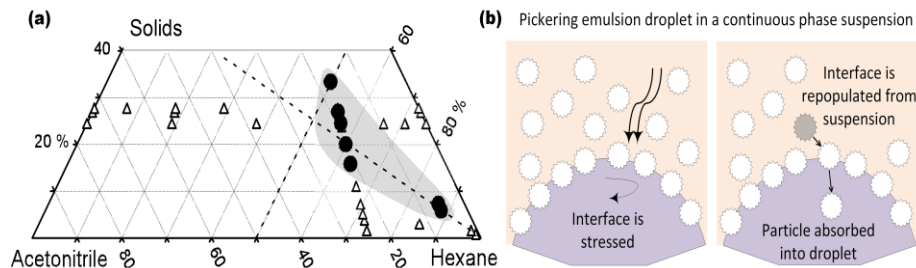 (a)
Solids
40
60
20 %
80 %
Acetonitrile
80
60
40
20
Hexane
(b)
Pickering emulsion droplet in a continuous phase suspension
Interface is
stressed
Interface is
repopulated from
suspension
Particle absorbed
into droplet